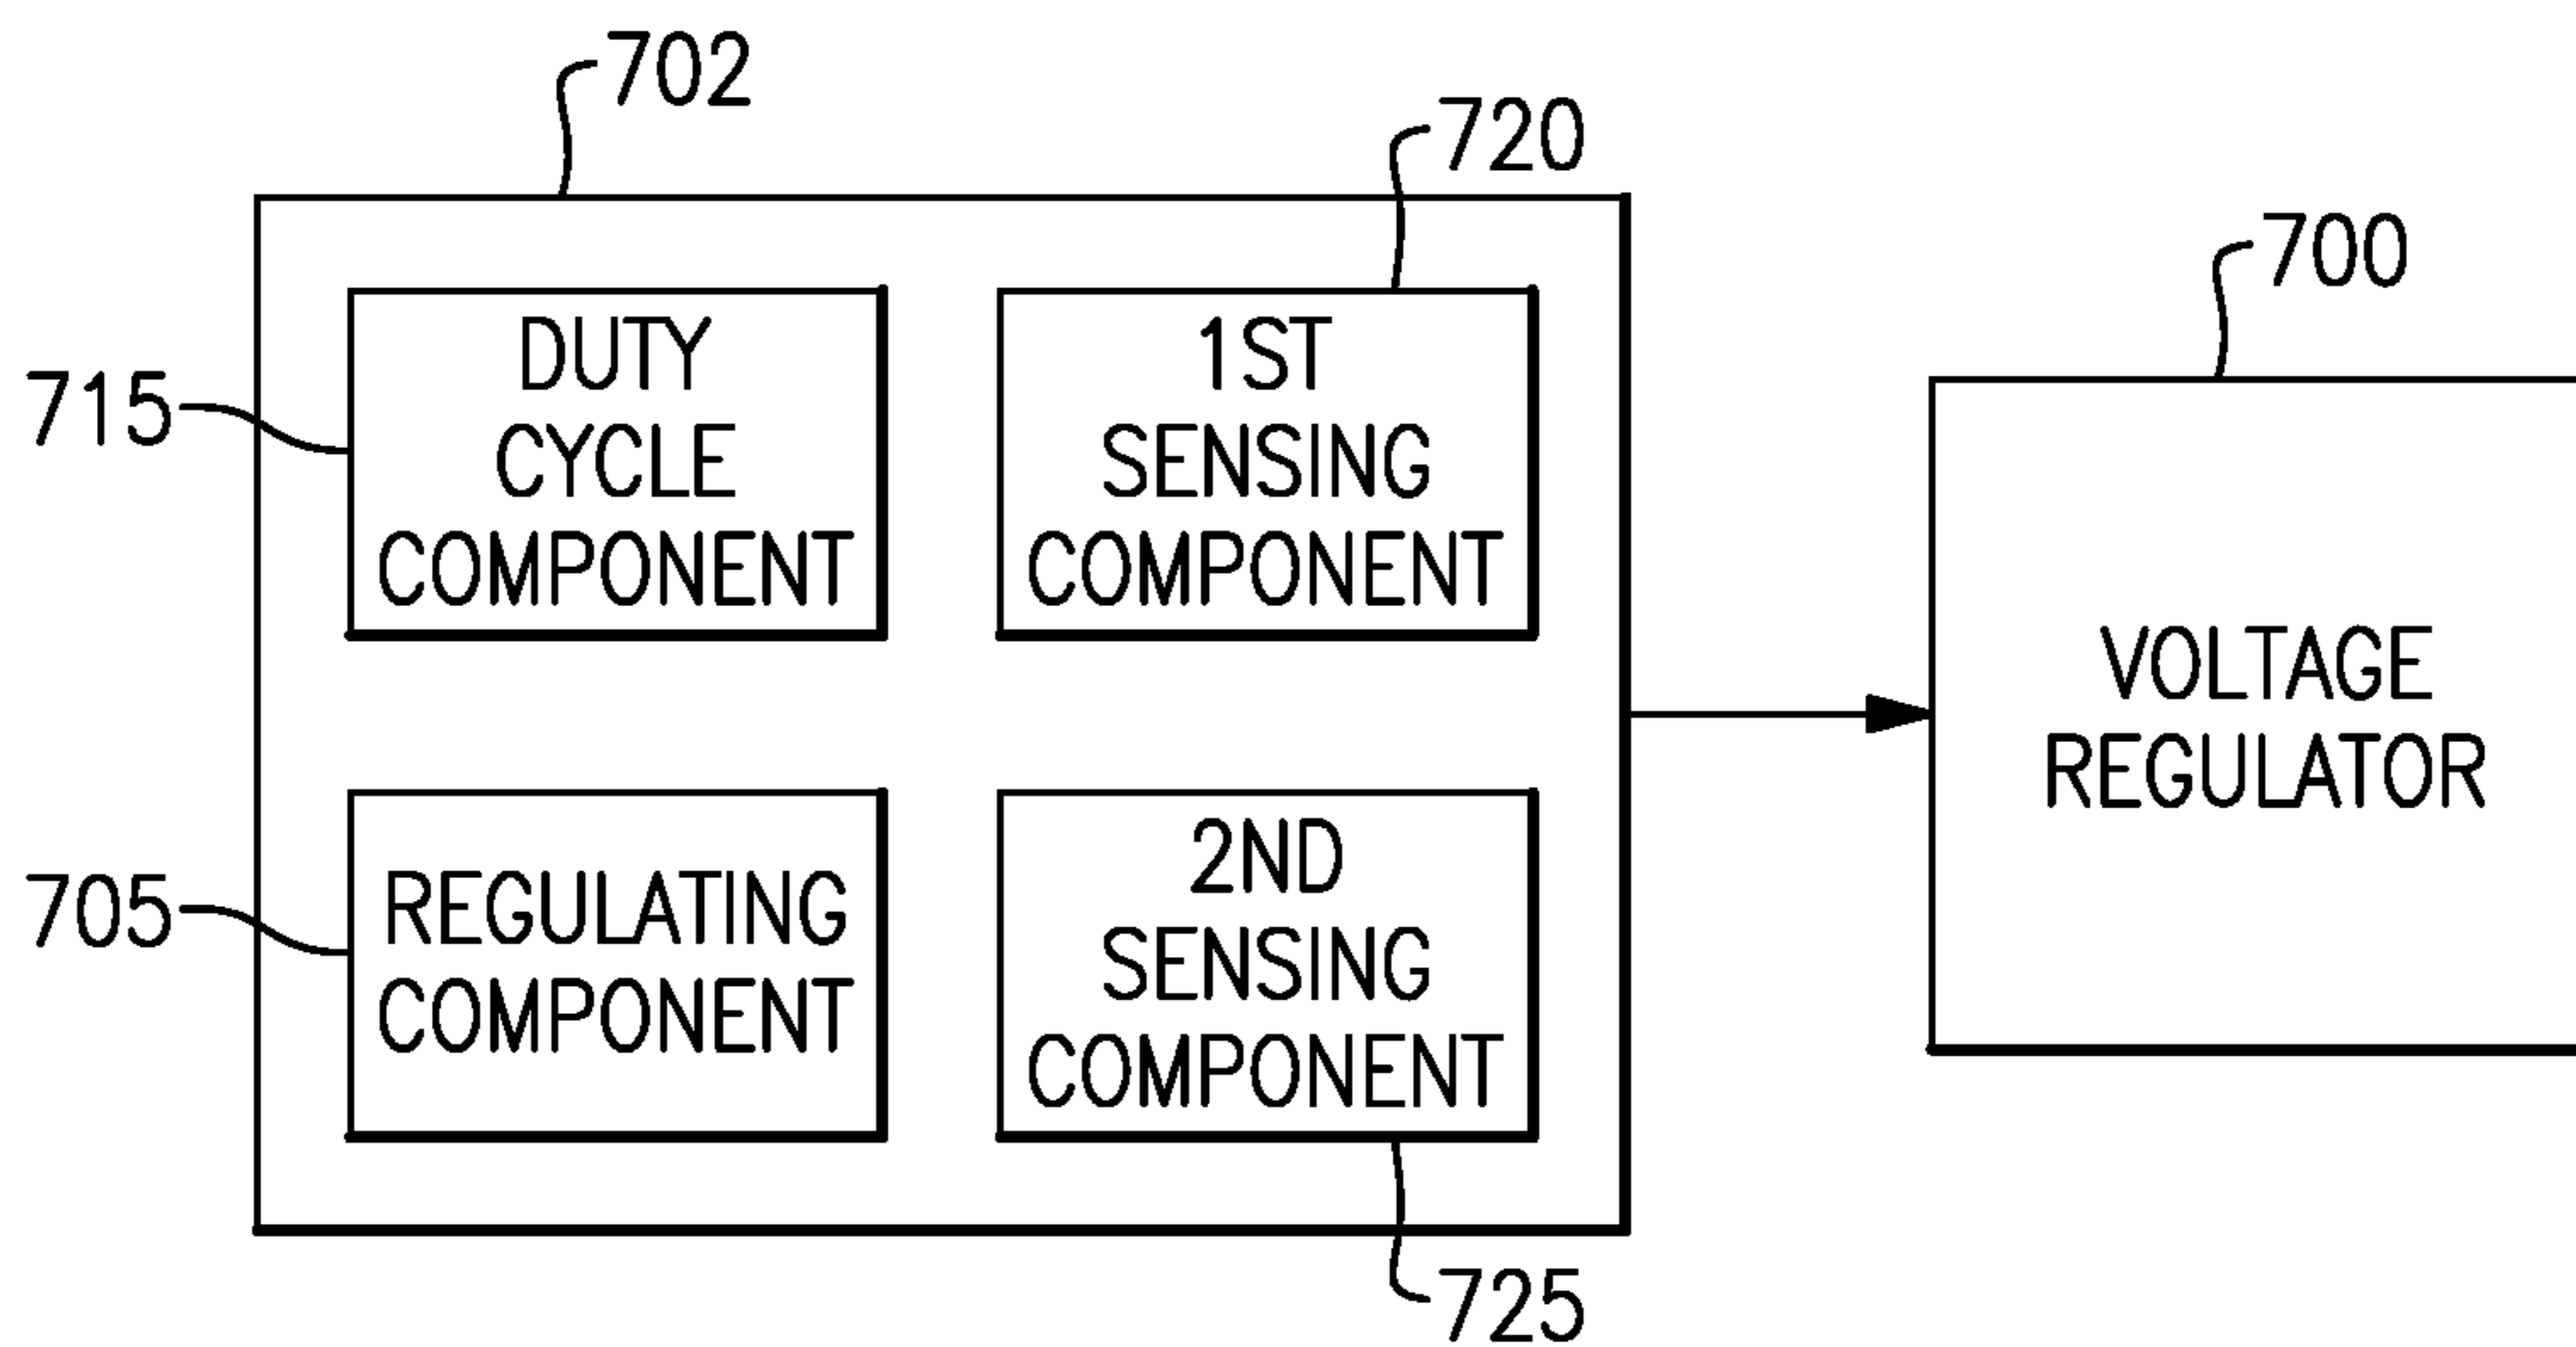 702
720
700
715
DUTY
CYCLE
COMPONENT
1ST
SENSING
COMPONENT
VOLTAGE
REGULATOR
705
REGULATING
COMPONENT
2ND
SENSING
COMPONENT
725